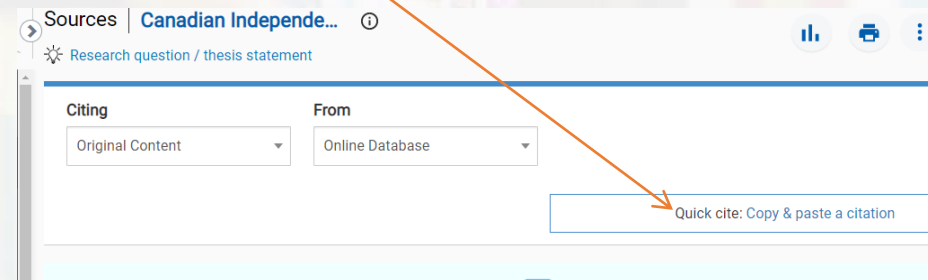 Sources | Canadian Independe...
Research question / thesis statement
Citing
From
Original Content
Online Database
Quick cite: Copy & paste a citation